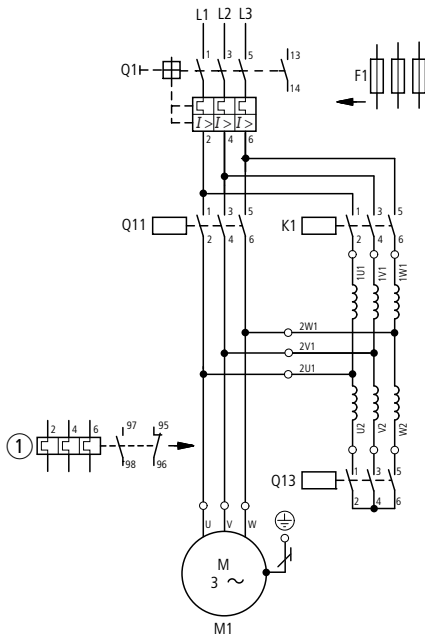 L1 L2 L3
1 3 5 13
Q1
14
F1
I > I > I >
2 4 6
1 3 5
Q11
2 4 6
1 3 5
K1
2 4 6
1U1 1V1 1W1
2W1
2V1
2U1
U2 V2 W2
1
2 4 6
97 95
98 96
1 3 5
Q13
2 4 6
U V W
M
3 ~
M1